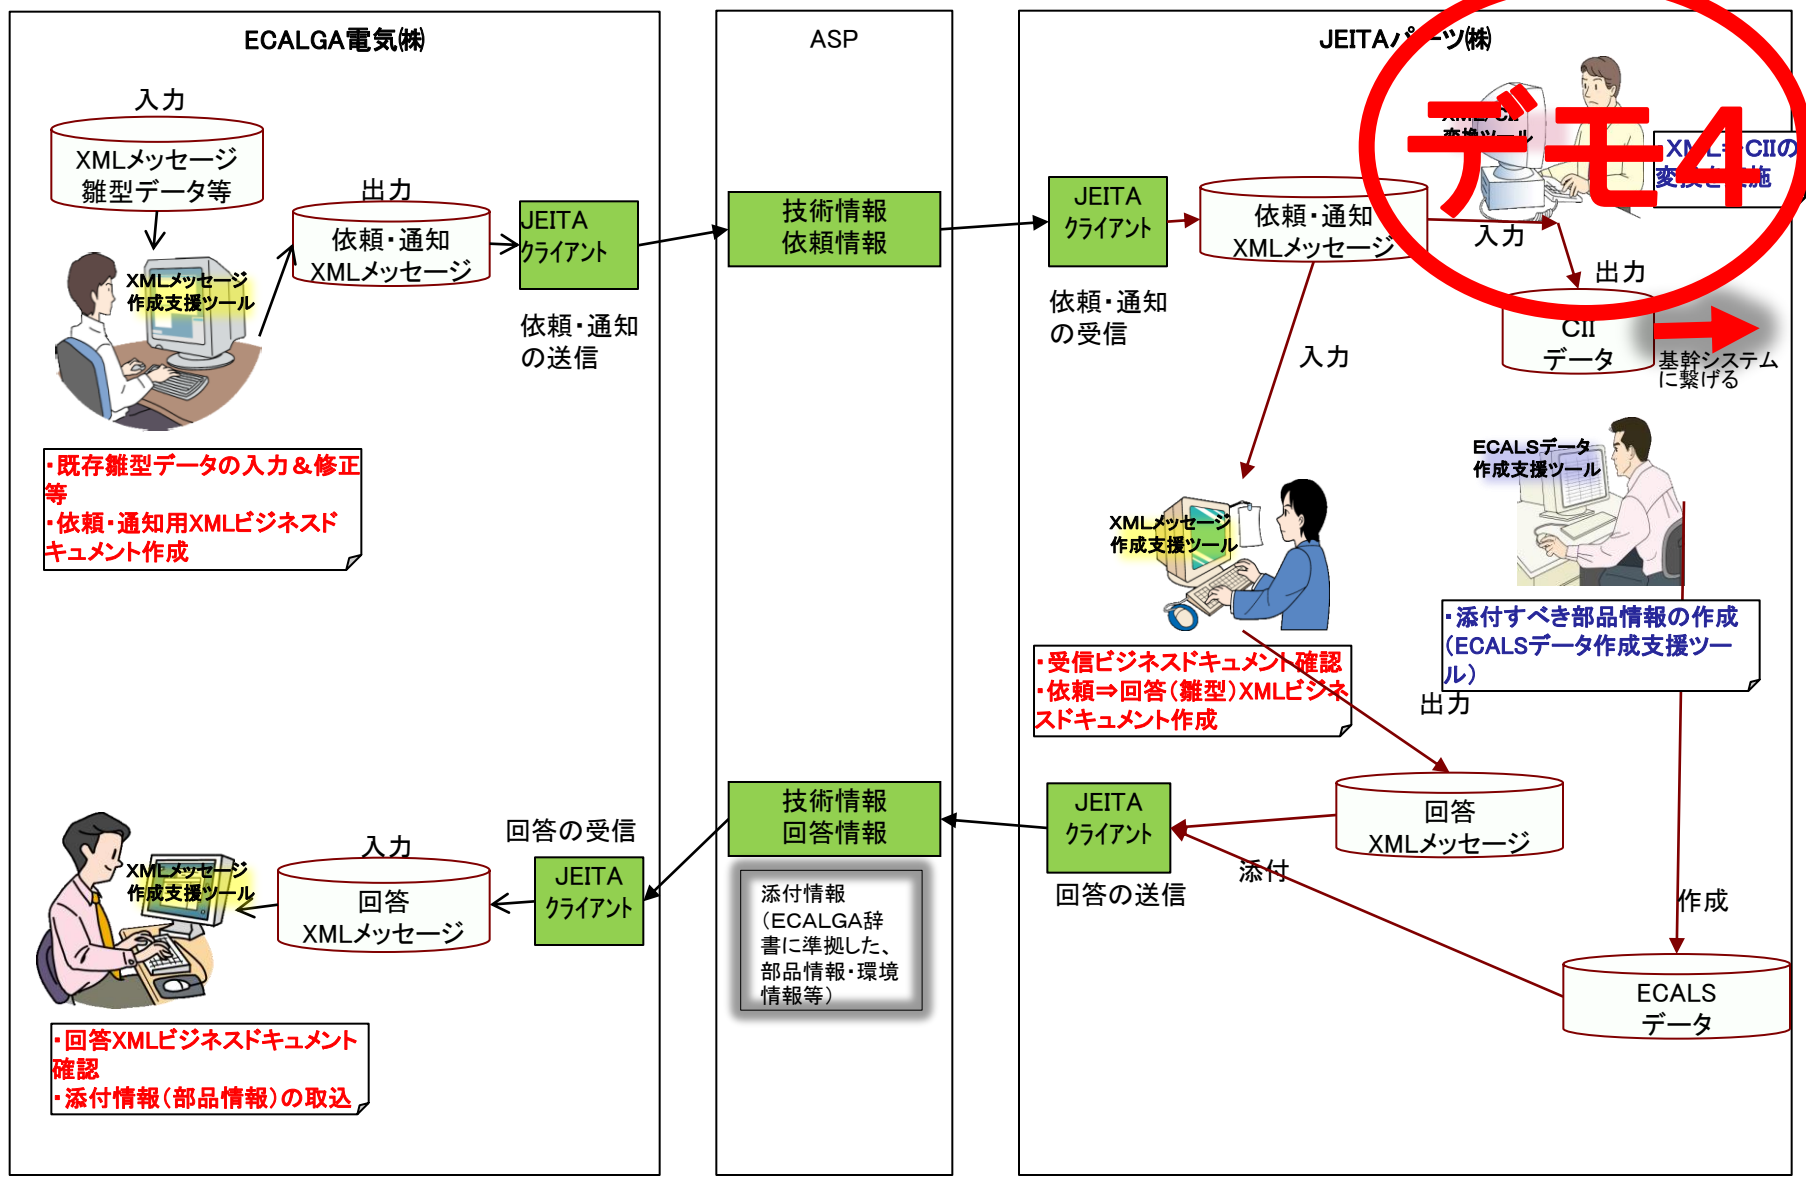 ECALGA電気㈱
入力
XMLメッセージ
雛型データ等
XMLメッセージ
作成支援ツール
出力
依頼・通知
XMLメッセージ
JEITA
クライアント
依頼・通知
の送信
・既存雛型データの入力＆修正
等
・依頼・通知用XMLビジネスド
キュメント作成
回答の受信
JEITA
クライアント
入力
回答
XMLメッセージ
XMLメッセージ
作成支援ツール
・回答XMLビジネスドキュメント
確認
・添付情報（部品情報）の取込
ASP
技術情報
依頼情報
技術情報
回答情報
添付情報
（ECALGA辞
書に準拠した、
部品情報・環境
情報等）
JEITAパーツ㈱
デモ4
JEITA
クライアント
依頼・通知
の受信
依頼・通知
XMLメッセージ
入力
変換ツール
出力
CII
データ
基幹システム
に繋げる
入力
XMLメッセージ
作成支援ツール
・受信ビジネスドキュメント確認
・依頼⇒回答（雛型）XMLビジネ
スドキュメント作成
ECALSデータ
作成支援ツール
・添付すべき部品情報の作成
（ECALSデータ作成支援ツー
ル）
出力
回答
XMLメッセージ
JEITA
クライアント
回答の送信
添付
作成
ECALS
データ